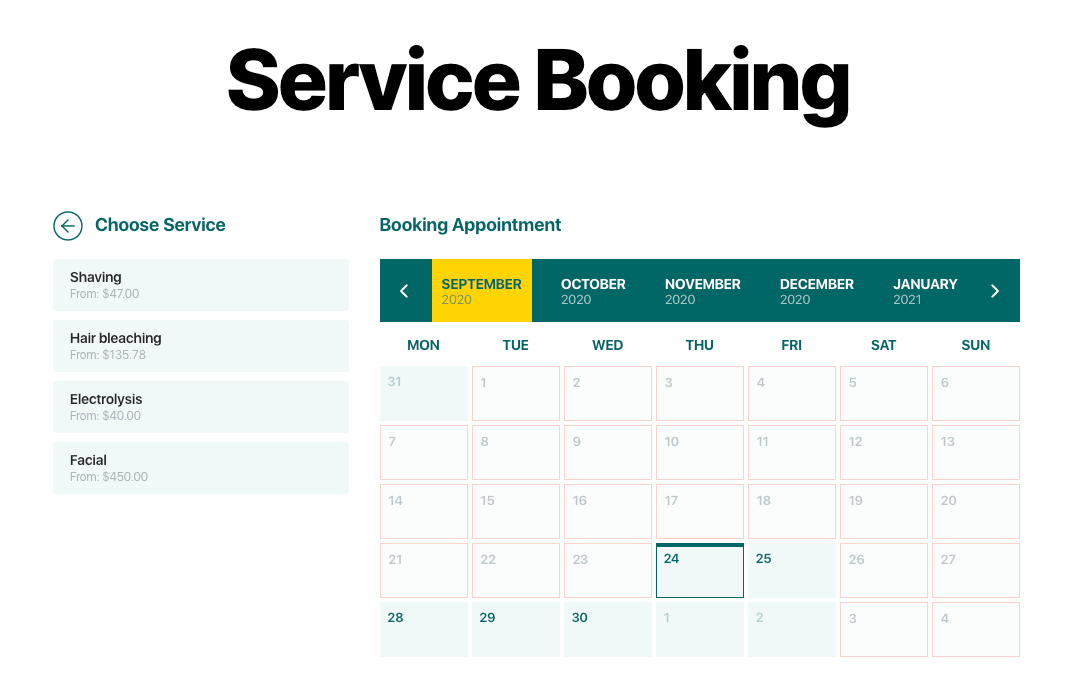 Service Booking
Choose Service
Shaving
From: $47.00
Hair bleaching
From: $135.78
Electrolysis
From: $40.00
Facial
From: $450.00
Booking Appointment
SEPTEMBER OCTOBER NOVEMBER DECEMBER JANUARY
2020 2020 2020 2020 2021
MON TUE WED THU FRI SAT SUN
31 1 2 3 4 5 6
7 8 9 10 11 12 13
14 15 16 17 18 19 20
21 22 23 24 25 26 27
28 29 30 1 2 3 4